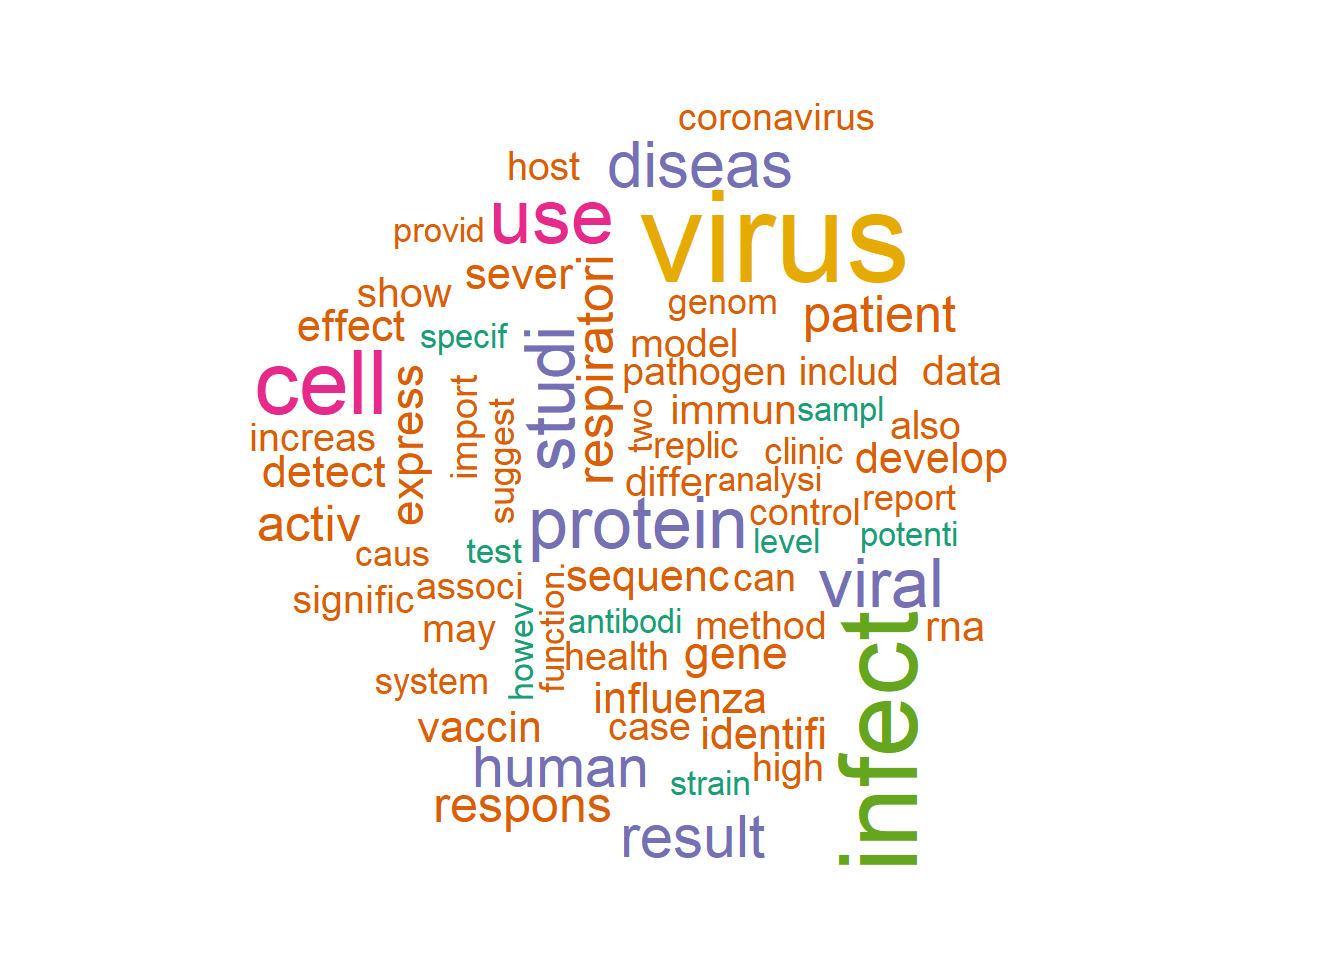 coronavirus
host
diseas
provid
use
virus
sever
show
respiratori
genom
patient
effect
specif
studi
model
cell
express
import
suggest
pathogen
includ
data
two
immun
sampl
also
increas
replic
clinic
develop
detect
differ
analysi
activ
protein
control
report
caus
test
level
potenti
signific
associ
function.
sequenc
can
viral
may
howev
antibodi
method
rna
health
gene
infect
system
influenza
vaccin
case
identifi
human
strain
high
respons
result